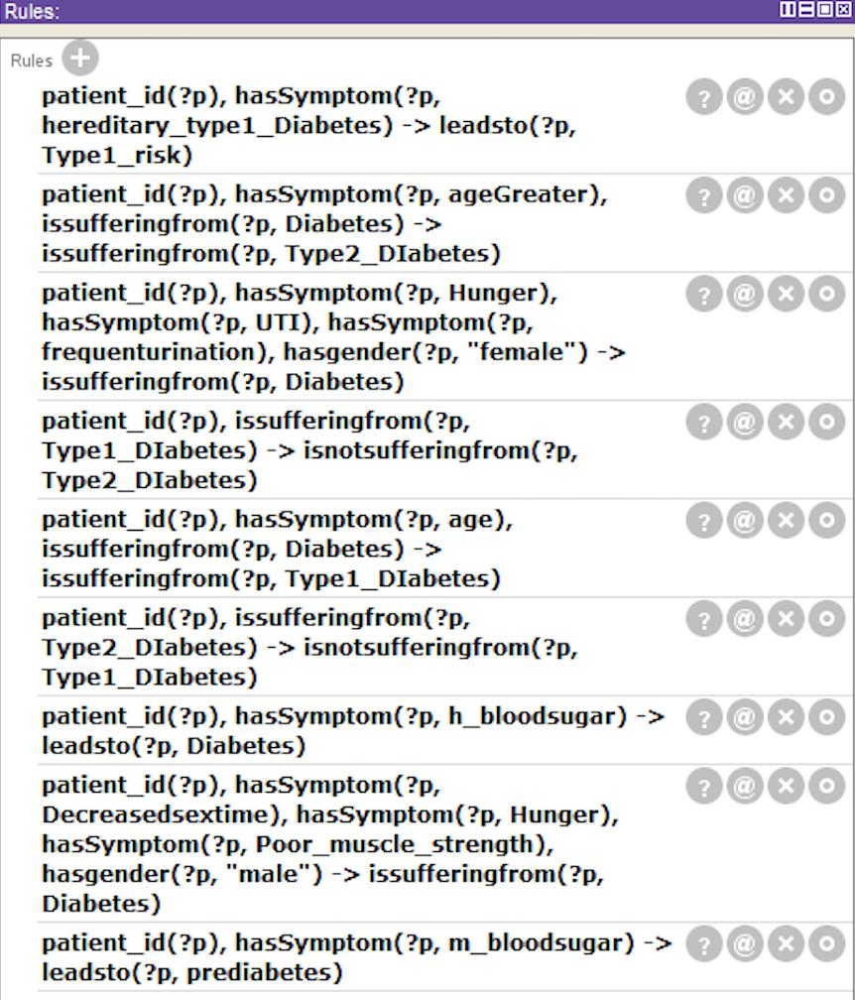 Rules:
Rules
patient_id(?p), hasSymptom(?p,
hereditary_type1_Diabetes) -> leadsto(?p,
Type1_risk)
patient_id(?p), hasSymptom(?p, ageGreater),
issufferingfrom(?p, Diabetes) ->
issufferingfrom(?p, Type2_DIabetes)
patient_id(?p), hasSymptom(?p, Hunger),
hasSymptom(?p, UTI), hasSymptom(?p,
frequenturination), hasgender(?p, "female") ->
issufferingfrom(?p, Diabetes)
patient_id(?p), issufferingfrom(?p,
Type1_DIabetes) -> isnotsufferingfrom(?p,
Type2_DIabetes)
patient_id(?p), hasSymptom(?p, age),
issufferingfrom(?p, Diabetes) ->
issufferingfrom(?p, Type1_DIabetes)
patient_id(?p), issufferingfrom(?p,
Type2_DIabetes) -> isnotsufferingfrom(?p,
Type1_DIabetes)
patient_id(?p), hasSymptom(?p, h_bloodsugar) ->
leadsto(?p, Diabetes)
patient_id(?p), hasSymptom(?p,
Decreasedsextime), hasSymptom(?p, Hunger),
hasSymptom(?p, Poor_muscle_strength),
hasgender(?p, "male") -> issufferingfrom(?p,
Diabetes)
patient_id(?p), hasSymptom(?p, m_bloodsugar) ->
leadsto(?p, prediabetes)